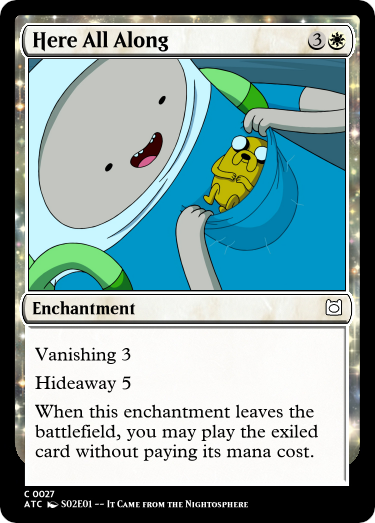 Here All Along 3
Enchantment
Vanishing 3
Hideaway 5
When this enchantment leaves the
battlefield, you may play the exiled
card without paying its mana cost.
C 0027
ATC S02E01 -- It Came from the Nightosphere